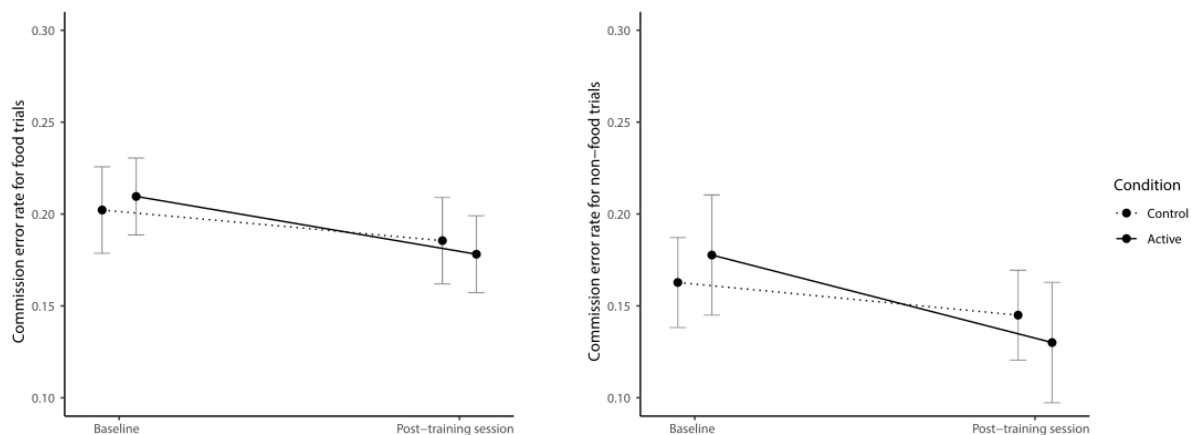 Commission error rate for food trials
0.30
0.25
0.20
0.15
0.10
Baseline
Post-training session
Commission error rate for non-food trials
0.30
0.25
0.20
0.15
0.10
Baseline
Post-training session
Condition
Control
Active